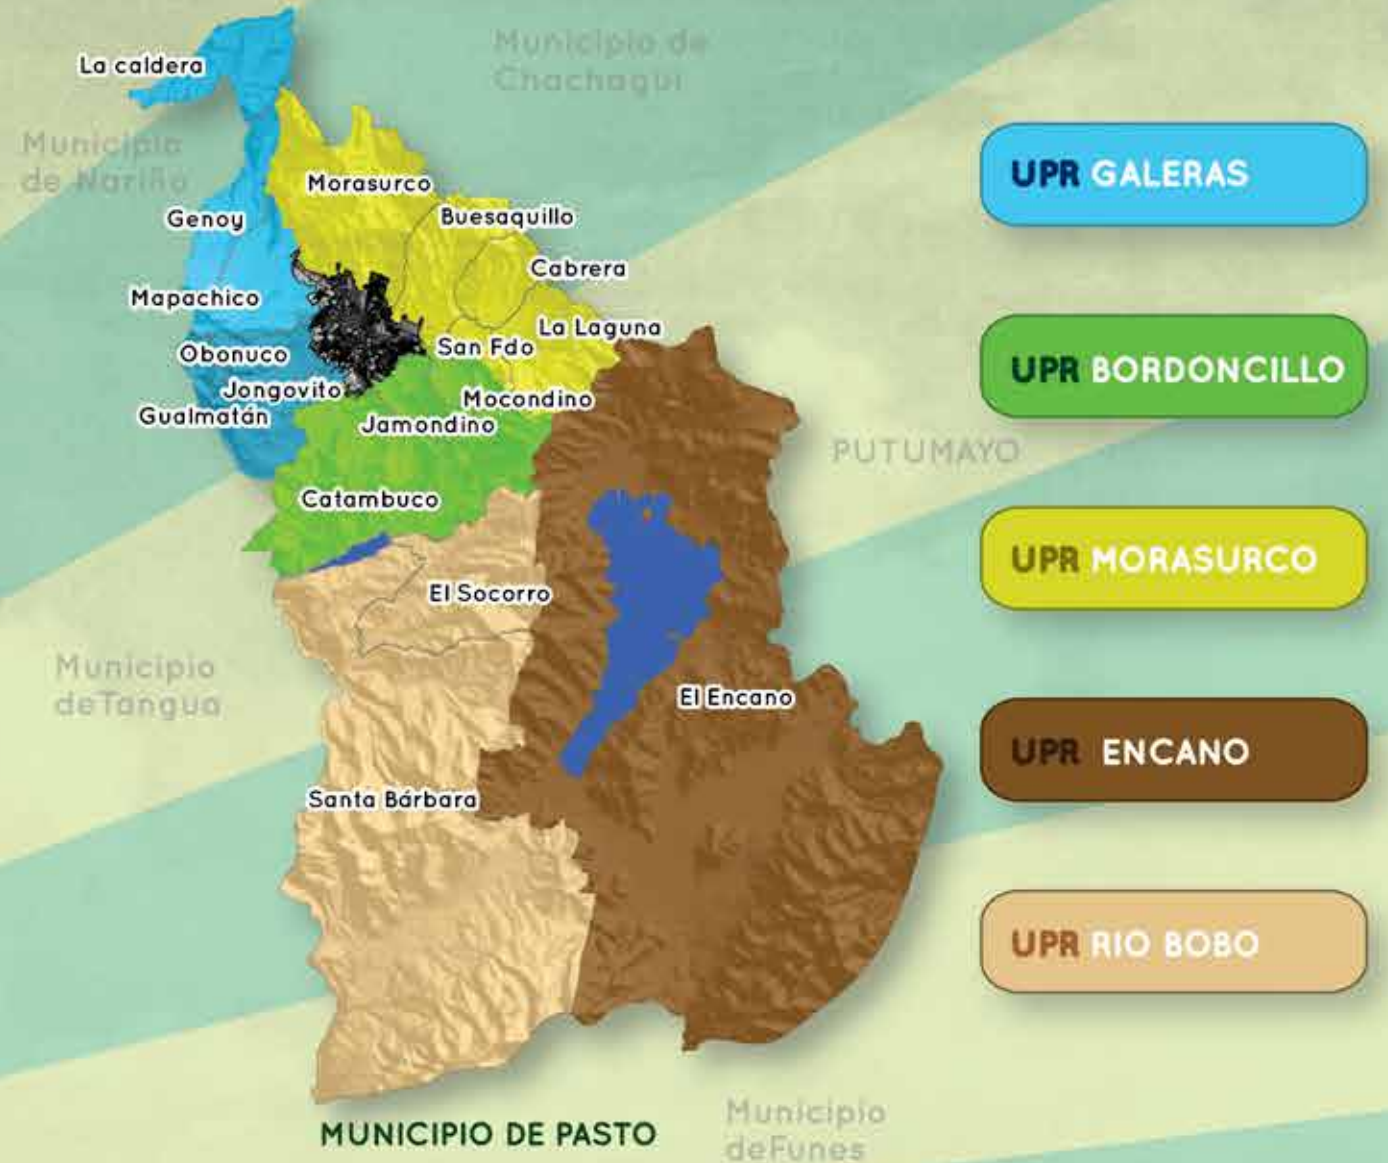 La caldera
Municipio de
Chachagui
Municipio
de Nariño
Morasurco
Genoy
Buesaquillo
Cabrera
Mapachico
La Laguna
San Fdo
Obonuco
Jongovito
Mocondino
Gualmatán
Jamondino
PUTUMAYO
Catambuco
El Socorro
Municipio
deTangua
El Encano
Santa Bárbara
MUNICIPIO DE PASTO
Municipio
deFunes
UPR GALERAS
UPR BORDONCILLO
UPR MORASURCO
UPR ENCANO
UPR RIO BOBO